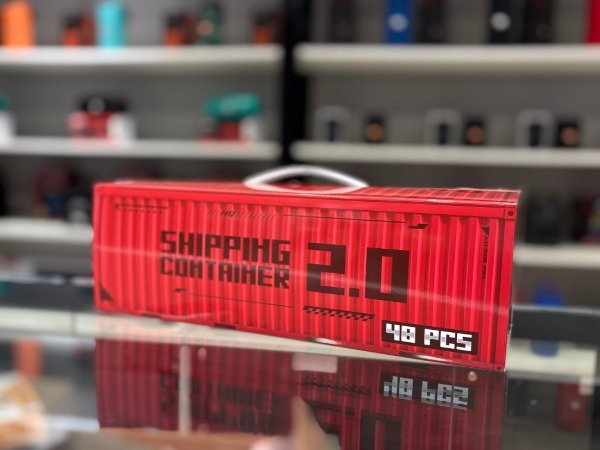 SHIPPING
CONTAINER
2.0
48 PCS